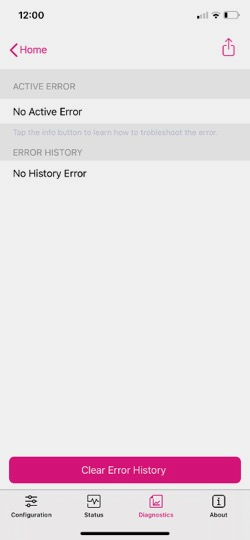 12:00
Home
ACTIVE ERROR
No Active Error
Tap the info button to learn how to trobleshoot the error.
ERROR HISTORY
No History Error
Clear Error History
Configuration
Status
Diagnostics
About